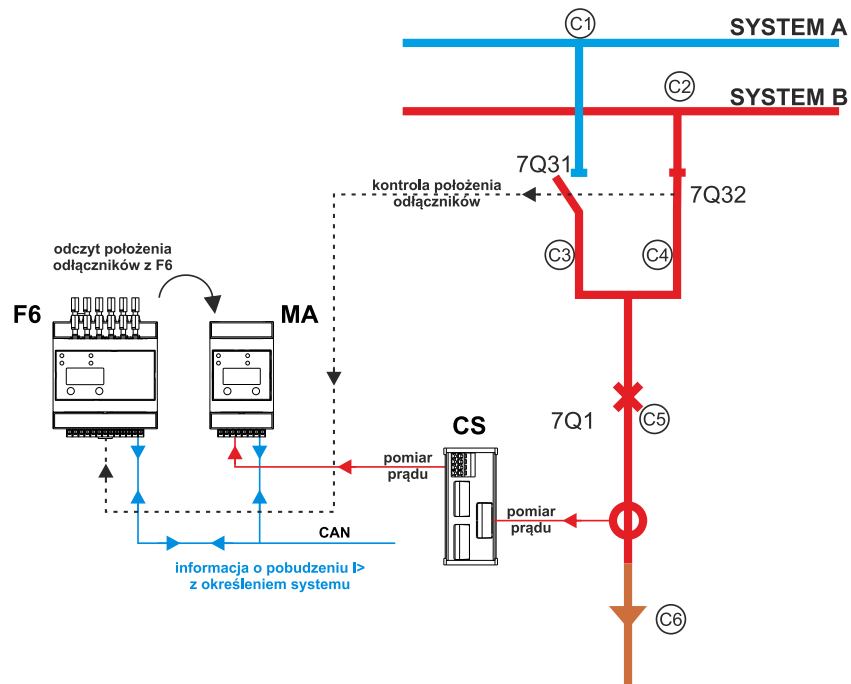 C1
SYSTEM A
C2
SYSTEM B
7Q31
kontrola położenia
odłączników
7Q32
odczyt położenia
odłączników z F6
C3
C4
F6
MA
7Q1
C5
CS
pomiar
prądu
pomiar
prądu
CAN
informacja o pobudzeniu I>
z określeniem systemu
C6